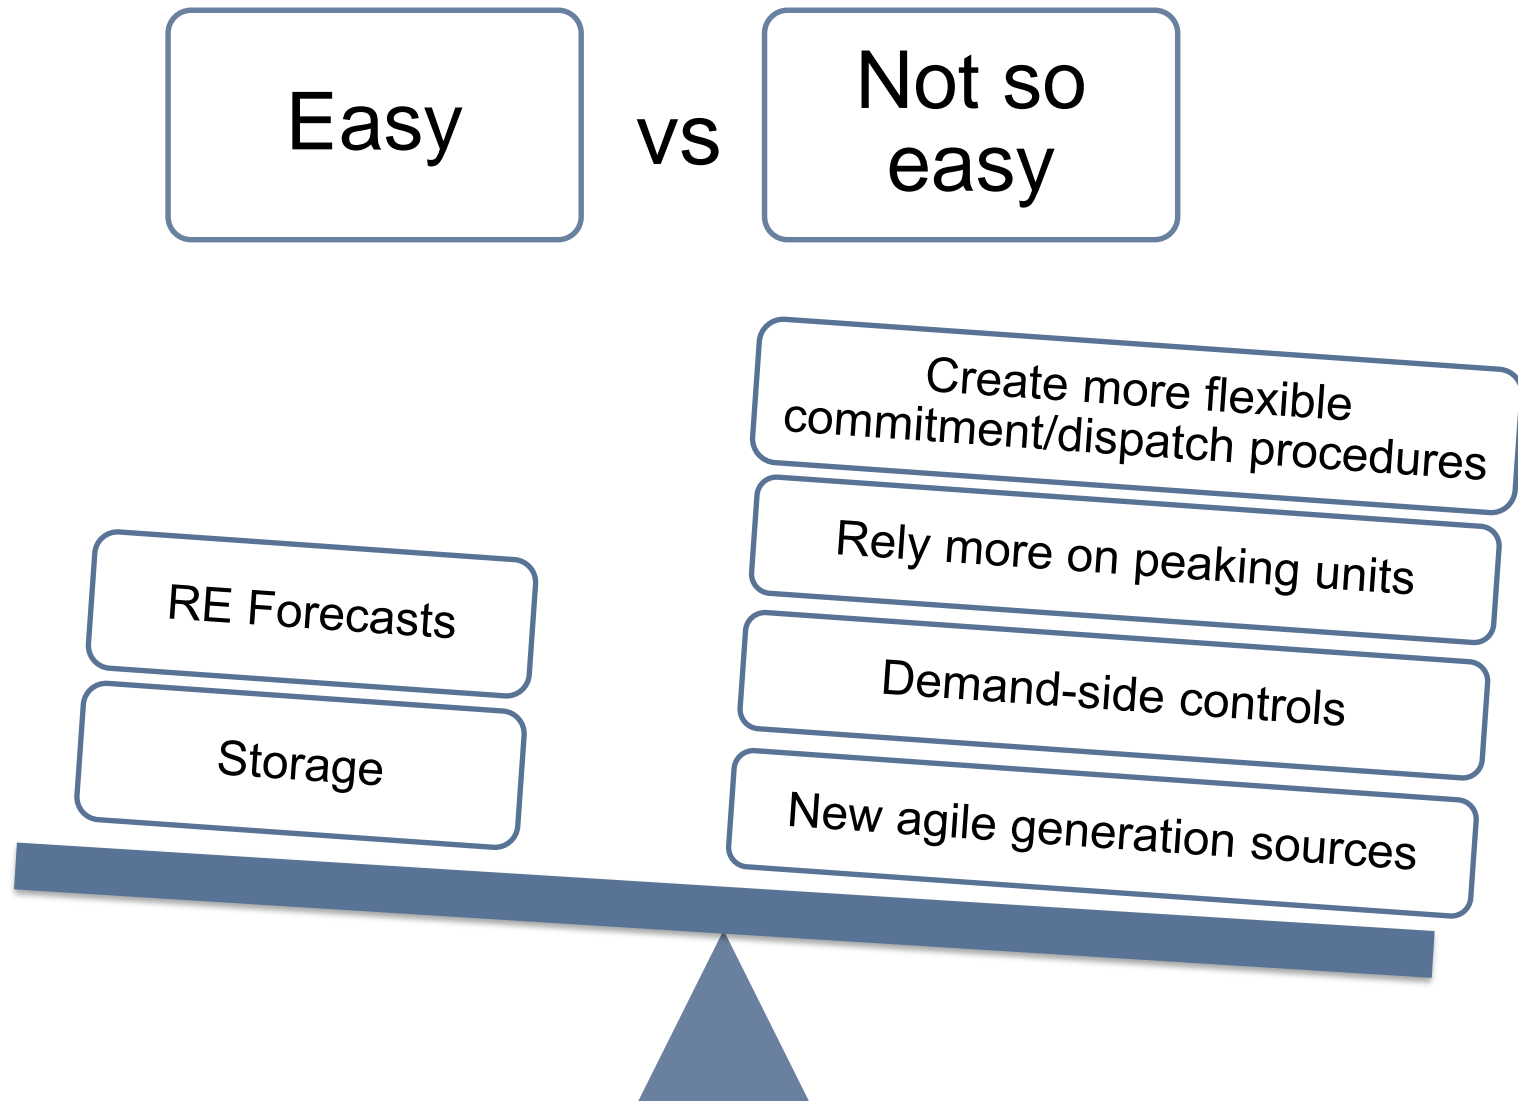 Easy
vs
Not so
easy
RE Forecasts
Storage
Create more flexible
commitment/dispatch procedures
Rely more on peaking units
Demand-side controls
New agile generation sources